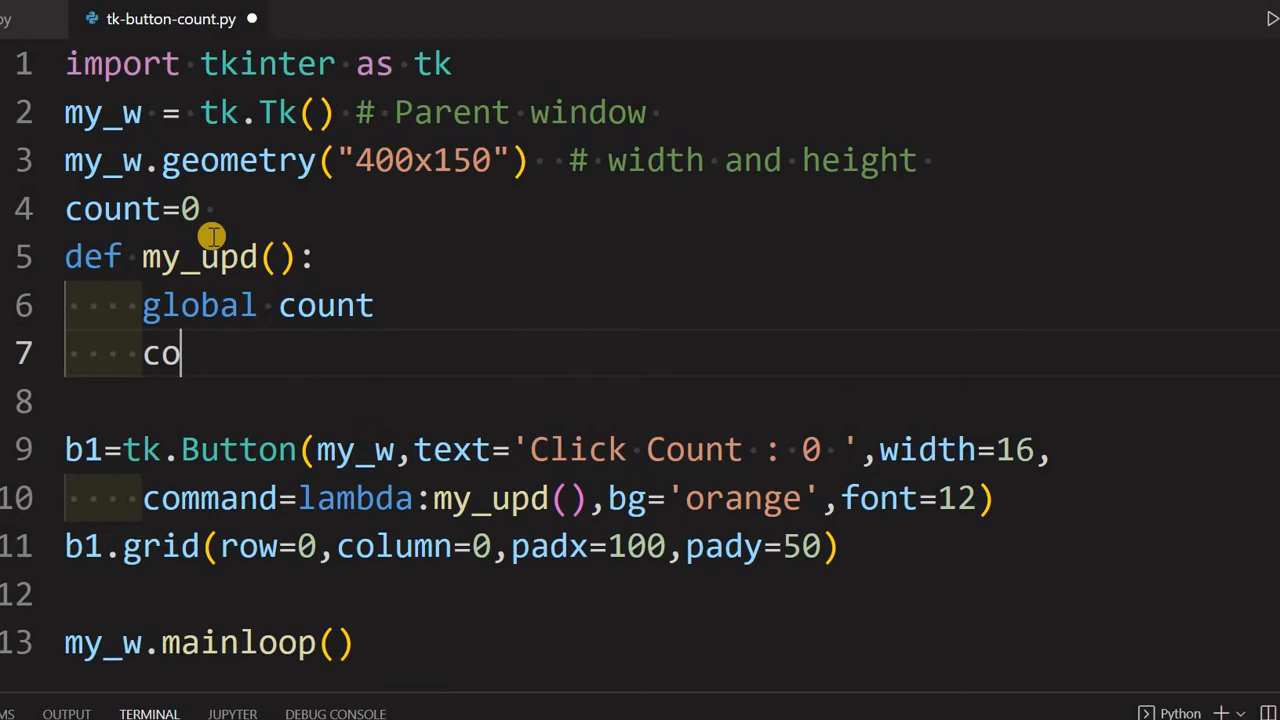 py tk-button-count.py
1 import tkinter as tk
2 my_w = tk.Tk() # Parent window
3 my_w.geometry("400x150")  # width and height
4 count=0
5 def my_upd():
6     global count
7     co
8
9 b1=tk.Button(my_w,text='Click Count : 0 ',width=16,
10     command=lambda:my_upd(),bg='orange',font=12)
11 b1.grid(row=0,column=0,padx=100,pady=50)
12
13 my_w.mainloop()
MS OUTPUT TERMINAL JUPYTER DEBUG CONSOLE Python